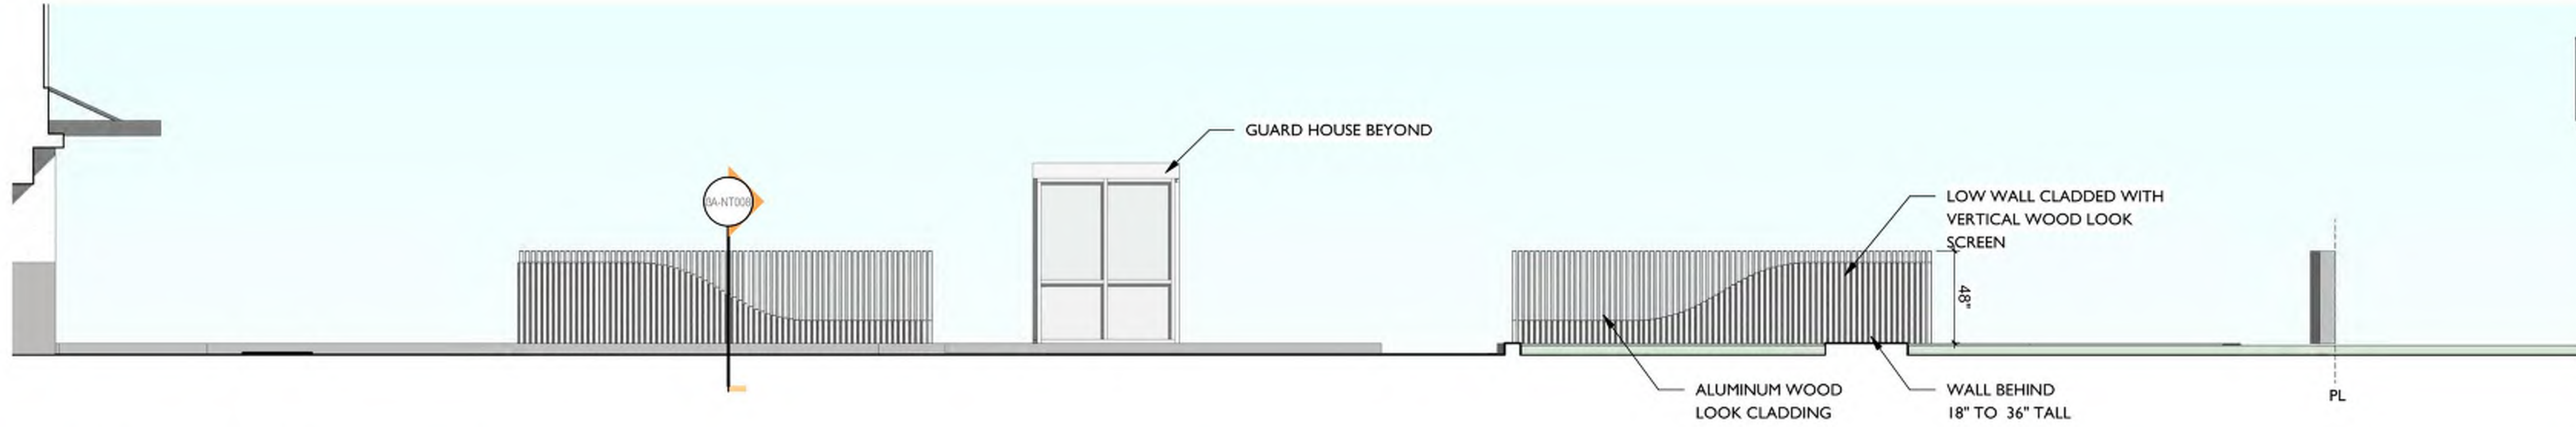 GUARD HOUSE BEYOND
LOW WALL CLADDED WITH
VERTICAL WOOD LOOK
SCREEN
48"
ALUMINUM WOOD
LOOK CLADDING
WALL BEHIND
18" TO 36" TALL
PL